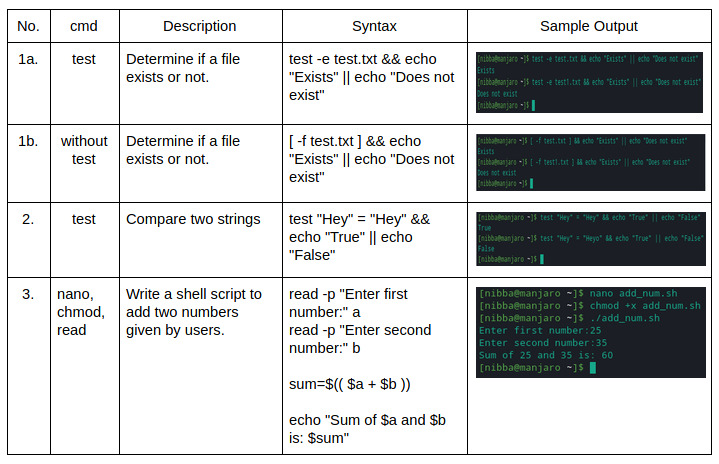 No. cmd Description Syntax Sample Output
1a. test Determine if a file test -e test.txt && echo
exists or not. "Exists" || echo "Does not
exist"
[nibba@manjaro ~]$ test -e test.txt && echo "Exists" || echo "Does not exist"
Exists
[nibba@manjaro ~]$ test -e test1.txt && echo "Exists" || echo "Does not exist"
Does not exist
[nibba@manjaro ~]$
1b. without Determine if a file [ -f test.txt ] && echo
test exists or not. "Exists" || echo "Does not
exist"
[nibba@manjaro ~]$ [ -f test.txt ] && echo "Exists" || echo "Does not exist"
Exists
[nibba@manjaro ~]$ [ -f test1.txt ] && echo "Exists" || echo "Does not exist"
Does not exist
[nibba@manjaro ~]$
2. test Compare two strings test "Hey" = "Hey" &&
echo "True" || echo
"False"
[nibba@manjaro ~]$ test "Hey" = "Hey" && echo "True" || echo "False"
True
[nibba@manjaro ~]$ test "Hey" = "Heyo" && echo "True" || echo "False"
False
[nibba@manjaro ~]$
3. nano, Write a shell script to read -p "Enter first
chmod, add two numbers number:" a
read given by users. read -p "Enter second
number:" b
sum=$(( $a + $b ))
echo "Sum of $a and $b
is: $sum"
[nibba@manjaro ~]$ nano add_num.sh
[nibba@manjaro ~]$ chmod +x add_num.sh
[nibba@manjaro ~]$ ./add_num.sh
Enter first number:25
Enter second number:35
Sum of 25 and 35 is: 60
[nibba@manjaro ~]$